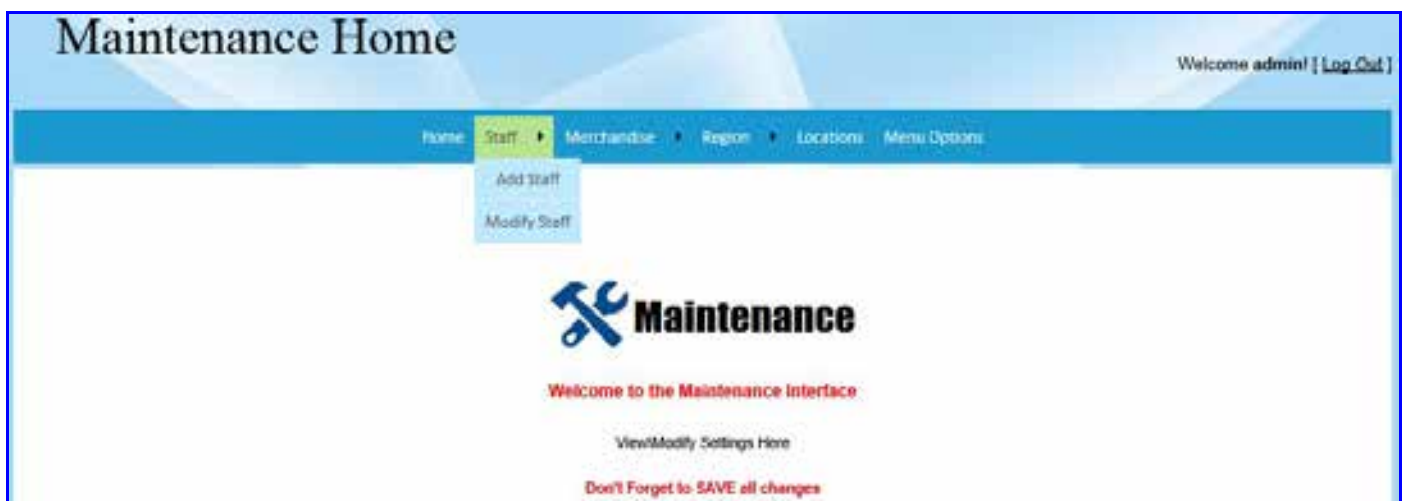 Maintenance Home
Welcome admin! [ Log Out ]
Home Staff Merchandise Region Locations Menu Options
Add Staff
Modify Staff
Maintenance
Welcome to the Maintenance Interface
View\Modify Settings Here
Don't Forget to SAVE all changes